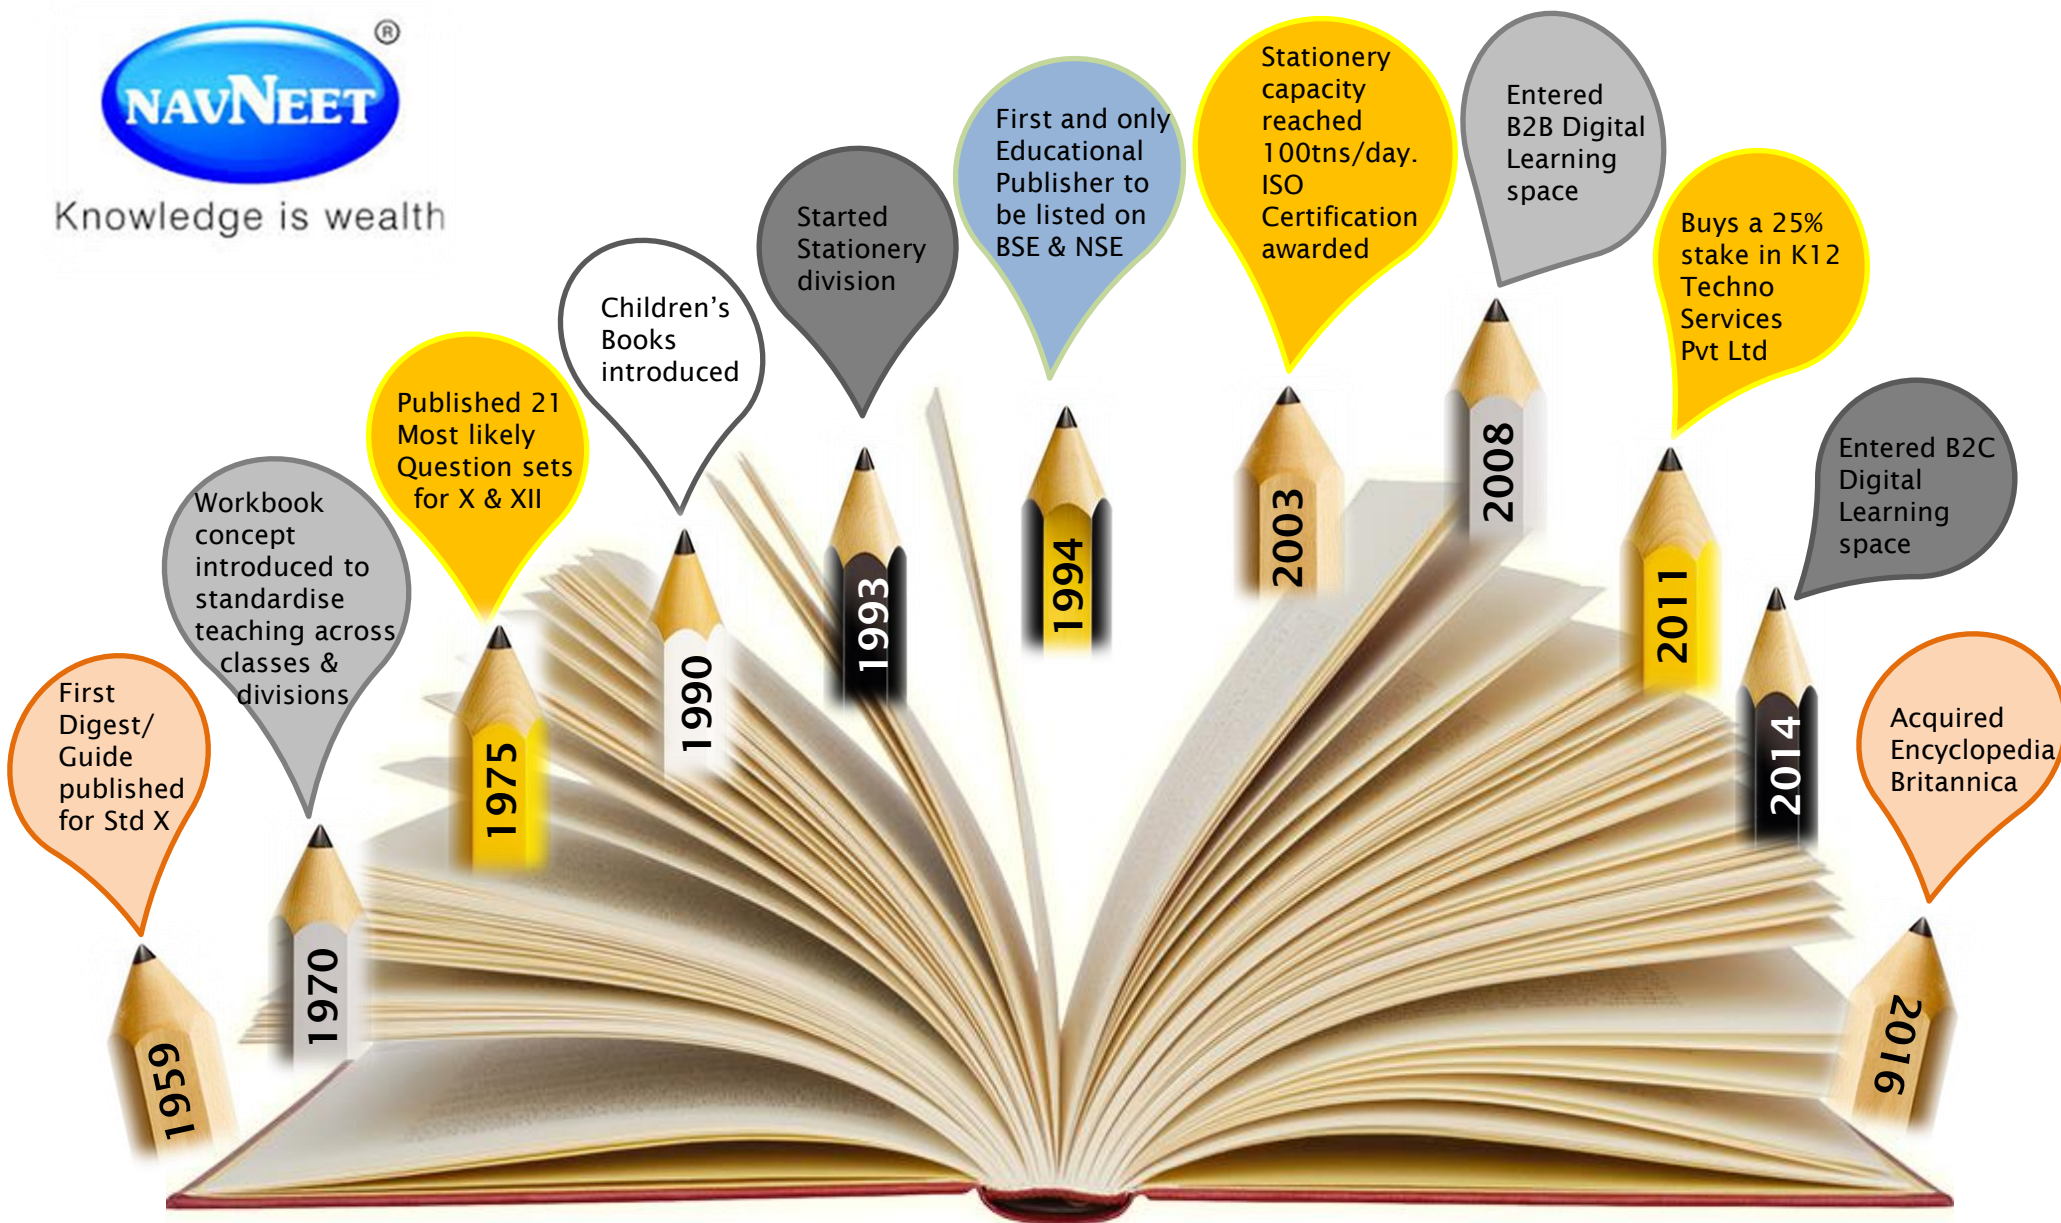 NAVNEET
®
Knowledge is wealth
First
Digest/
Guide
published
for Std X
1959
Workbook
concept
introduced to
standardise
teaching across
classes &
divisions
1970
Published 21
Most likely
Question sets
for X & XII
1975
Children's
Books
introduced
1990
Started
Stationery
division
1993
First and only
Educational
Publisher to
be listed on
BSE & NSE
1994
Stationery
capacity
reached
100tns/day.
ISO
Certification
awarded
2003
Entered
B2B Digital
Learning
space
2008
Buys a 25%
stake in K12
Techno
Services
Pvt Ltd
2011
Entered B2C
Digital
Learning
space
2014
Acquired
Encyclopedia
Britannica
2016